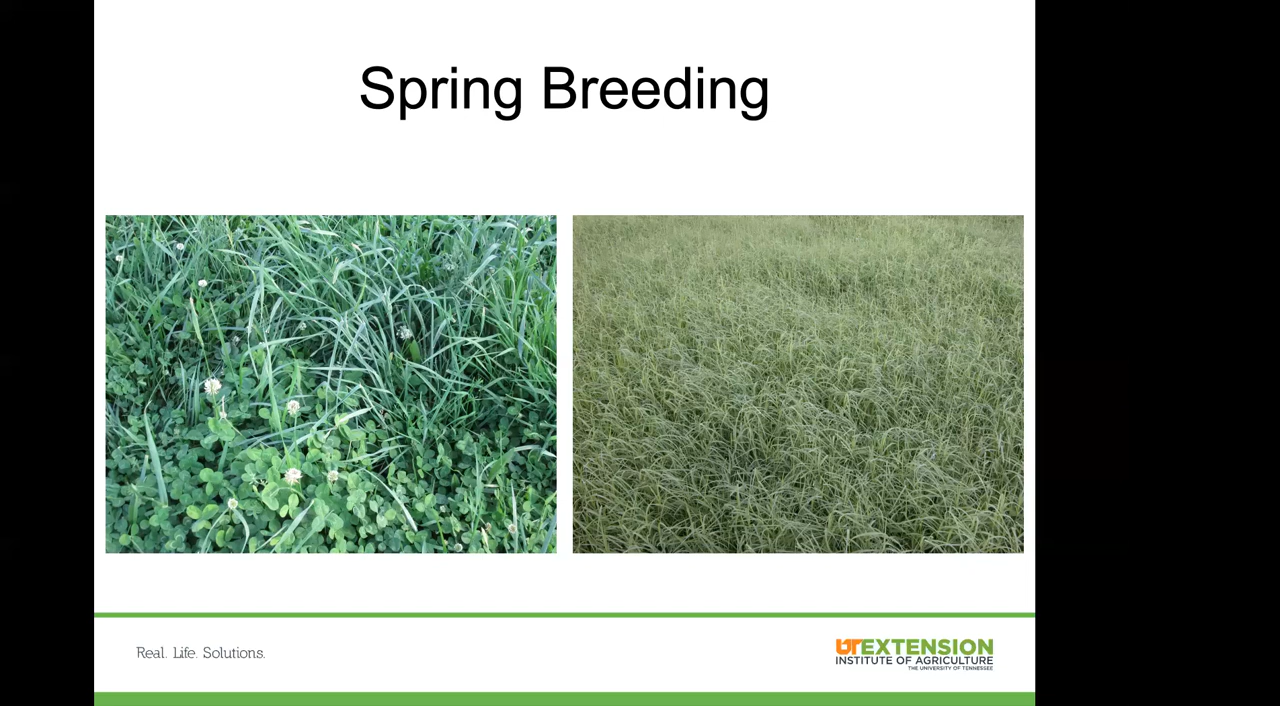 Spring Breeding
Real. Life. Solutions.
UTEXTENSION
INSTITUTE OF AGRICULTURE
THE UNIVERSITY OF TENNESSEE